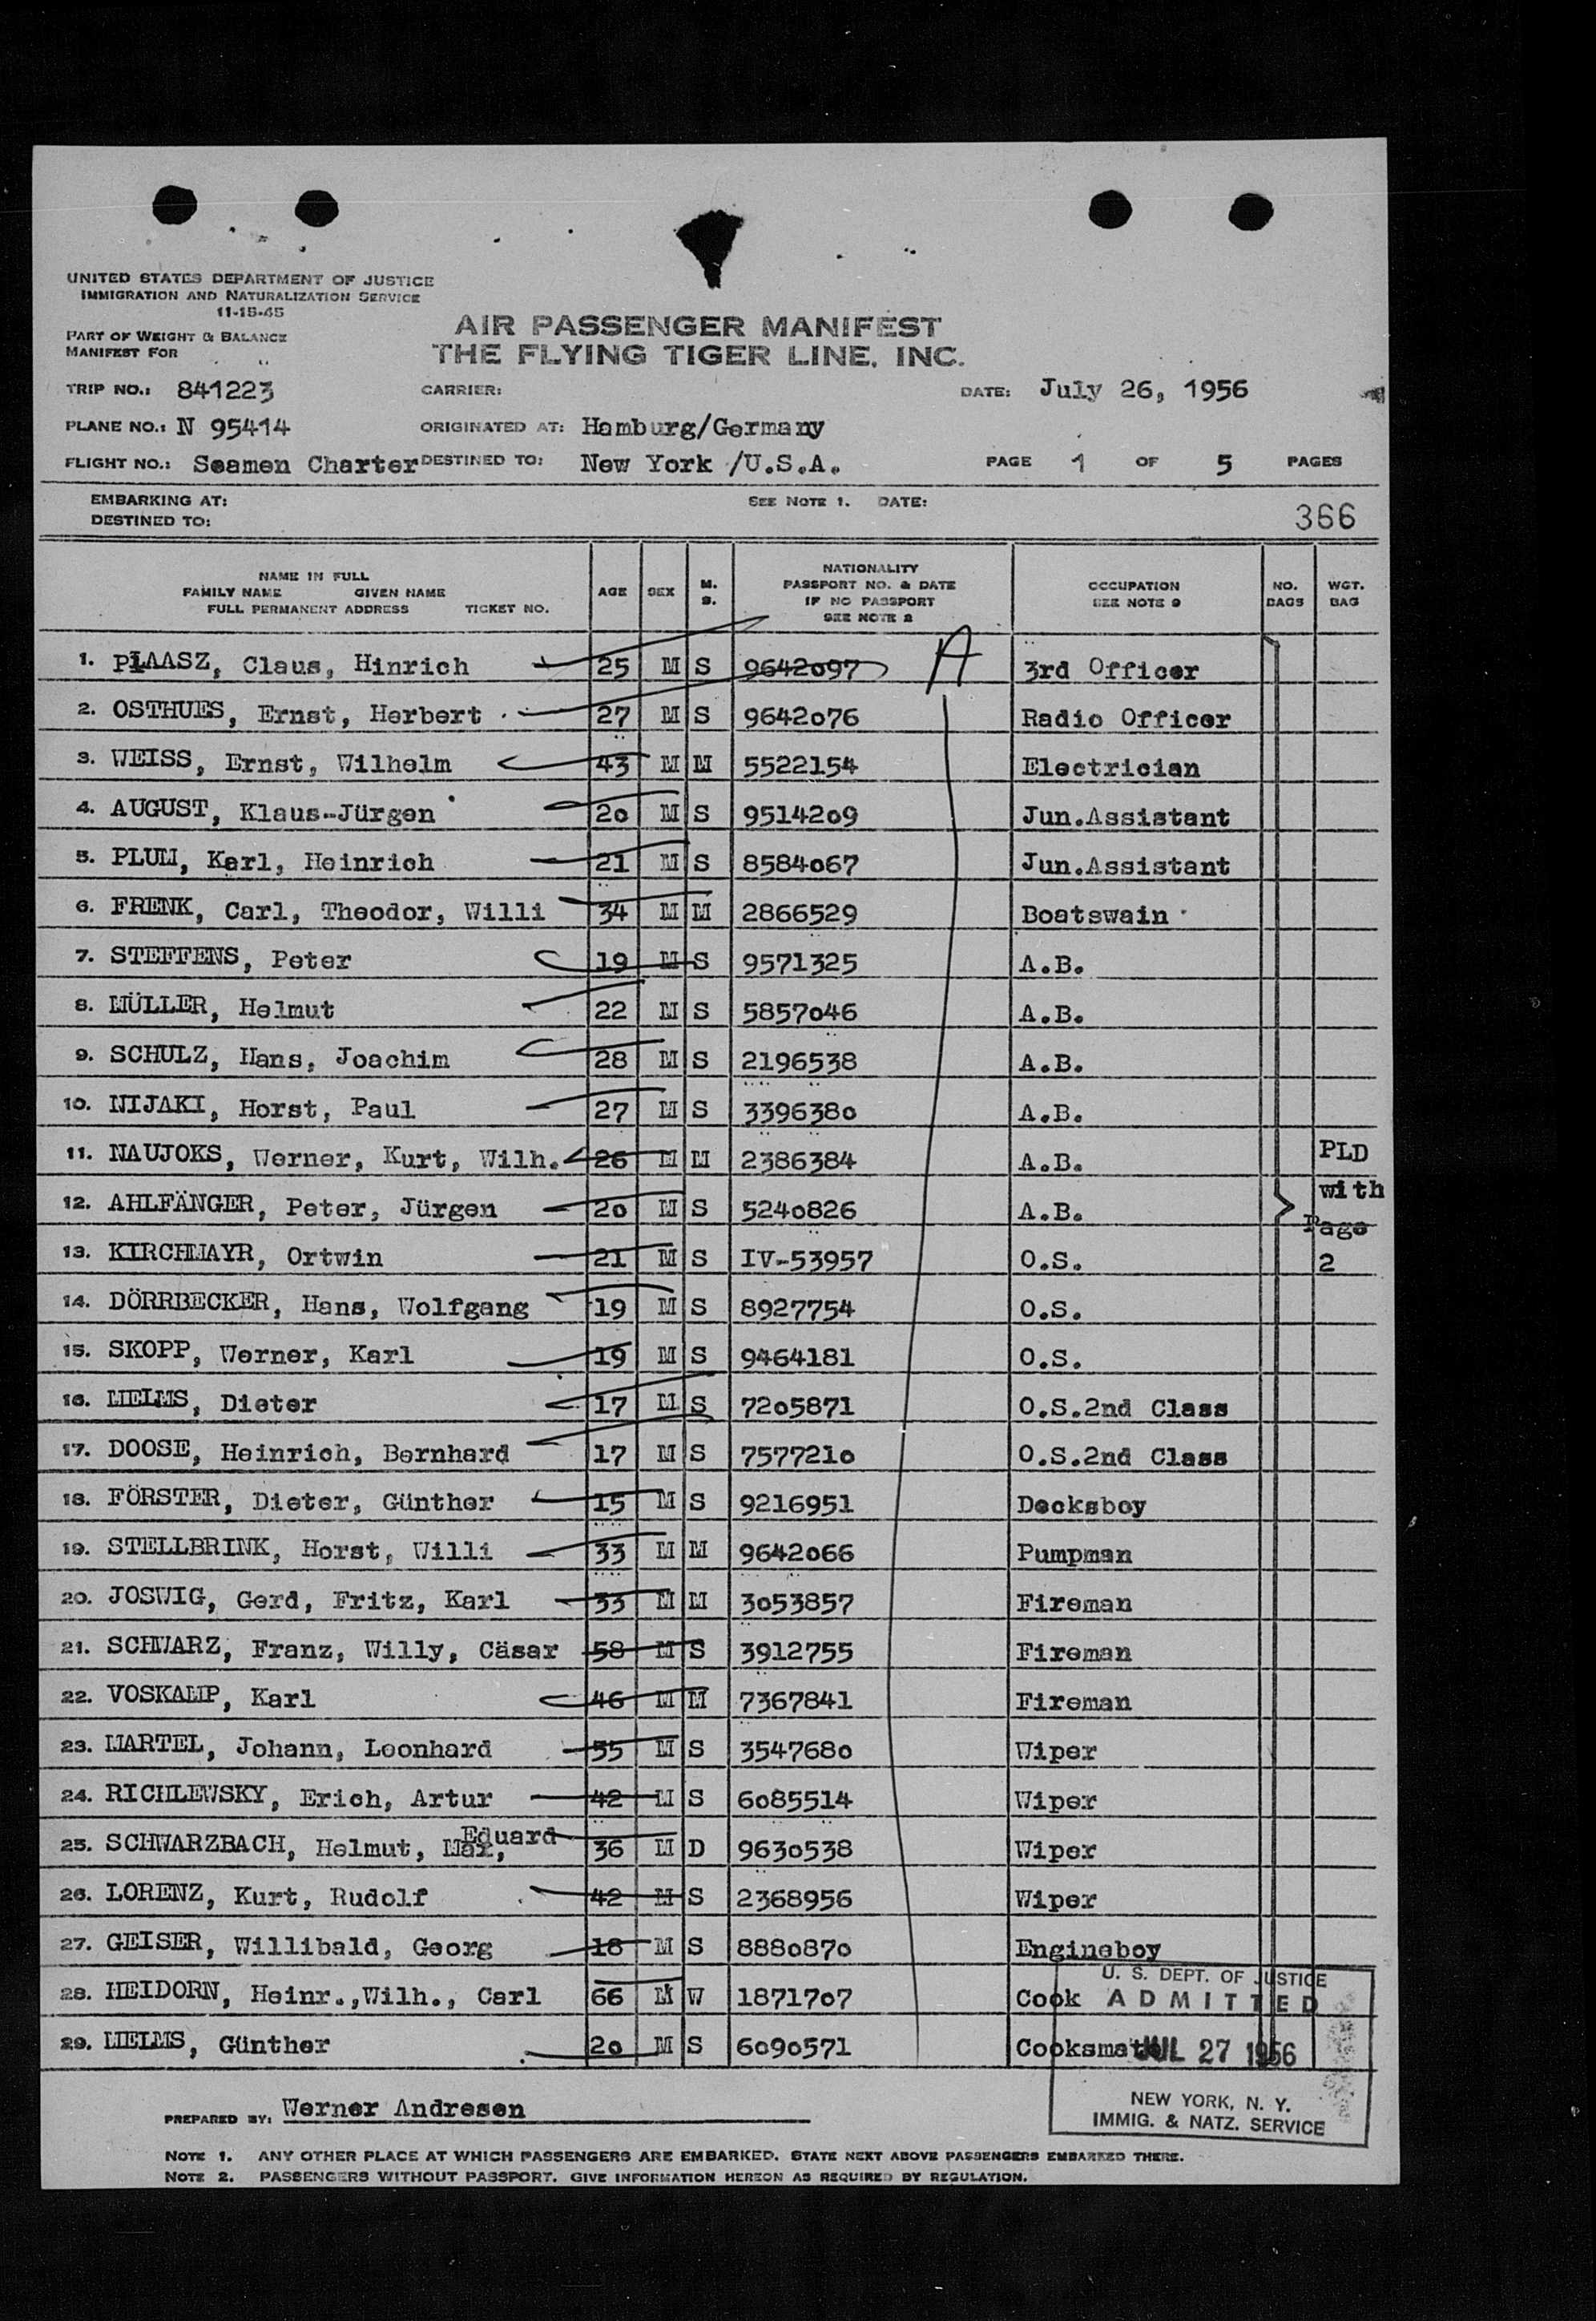 UNITED STATES DEPARTMENT OF JUSTICE
IMMIGRATION AND NATURALIZATION SERVICE
11-15-45
PART OF WEIGHT & BALANCE
MANIFEST FOR
AIR PASSENGER MANIFEST
THE FLYING TIGER LINE, INC.
TRIP NO.: 841223 CARRIER: DATE: July 26, 1956
PLANE NO.: N 95414 ORIGINATED AT: Hamburg/Germany
FLIGHT NO.: Seamen Charter DESTINED TO: New York /U.S.A. PAGE 1 OF 5 PAGES
EMBARKING AT: SEE NOTE 1. DATE:
DESTINED TO: 366
NAME IN FULL
FAMILY NAME GIVEN NAME
FULL PERMANENT ADDRESS TICKET NO.
AGE SEX M. S.
NATIONALITY
PASSPORT NO. & DATE
IF NO PASSPORT
SEE NOTE 2
OCCUPATION
SEE NOTE 9
NO. BAGS
WGT. BAG
A
1. PLAASZ, Claus, Hinrich 25 M S 9642097 3rd Officer
2. OSTHUES, Ernst, Herbert 27 M S 9642076 Radio Officer
3. WEISS, Ernst, Wilhelm 43 M M 5522154 Electrician
4. AUGUST, Klaus-Jürgen 20 M S 9514209 Jun.Assistant
5. PLUM, Karl, Heinrich 21 M S 8584067 Jun.Assistant
6. FRENK, Carl, Theodor, Willi 34 M M 2866529 Boatswain
7. STEFFENS, Peter 19 M S 9571325 A.B.
8. MÜLLER, Helmut 22 M S 5857046 A.B.
9. SCHULZ, Hans, Joachim 28 M S 2196538 A.B.
10. NIJAKI, Horst, Paul 27 M S 3396380 A.B.
11. NAUJOKS, Werner, Kurt, Wilh. 26 M M 2386384 A.B. PLD
12. AHLFÄNGER, Peter, Jürgen 20 M S 5240826 A.B. with
Page
13. KIRCHMAYR, Ortwin 21 M S IV-53957 O.S. 2
14. DÖRRBECKER, Hans, Wolfgang 19 M S 8927754 O.S.
15. SKOPP, Werner, Karl 19 M S 9464181 O.S.
16. MELMS, Dieter 17 M S 7205871 O.S.2nd Class
17. DOOSE, Heinrich, Bernhard 17 M S 7577210 O.S.2nd Class
18. FÖRSTER, Dieter, Günther 15 M S 9216951 Decksboy
19. STELLBRINK, Horst, Willi 33 M M 9642066 Pumpman
20. JOSWIG, Gerd, Fritz, Karl 33 M M 3053857 Fireman
21. SCHWARZ, Franz, Willy, Cäsar 58 M S 3912755 Fireman
22. VOSKAMP, Karl 46 M M 7367841 Fireman
23. MARTEL, Johann, Leonhard 55 M S 3547680 Wiper
24. RICHLEWSKY, Erich, Artur 42 M S 6085514 Wiper
25. SCHWARZBACH, Helmut, Max, Eduard 36 M D 9630538 Wiper
26. LORENZ, Kurt, Rudolf 42 M S 2368956 Wiper
27. GEISER, Willibald, Georg 18 M S 8880870 Engineboy
28. HEIDORN, Heinr.,Wilh., Carl 66 M W 1871707 Cook
29. MELMS, Günther 20 M S 6090571 Cooksmate
U. S. DEPT. OF JUSTICE
ADMITTED
JUL 27 1956
NEW YORK, N. Y.
IMMIG. & NATZ. SERVICE
PREPARED BY: Werner Andresen
NOTE 1. ANY OTHER PLACE AT WHICH PASSENGERS ARE EMBARKED. STATE NEXT ABOVE PASSENGERS EMBARKED THERE.
NOTE 2. PASSENGERS WITHOUT PASSPORT. GIVE INFORMATION HEREON AS REQUIRED BY REGULATION.